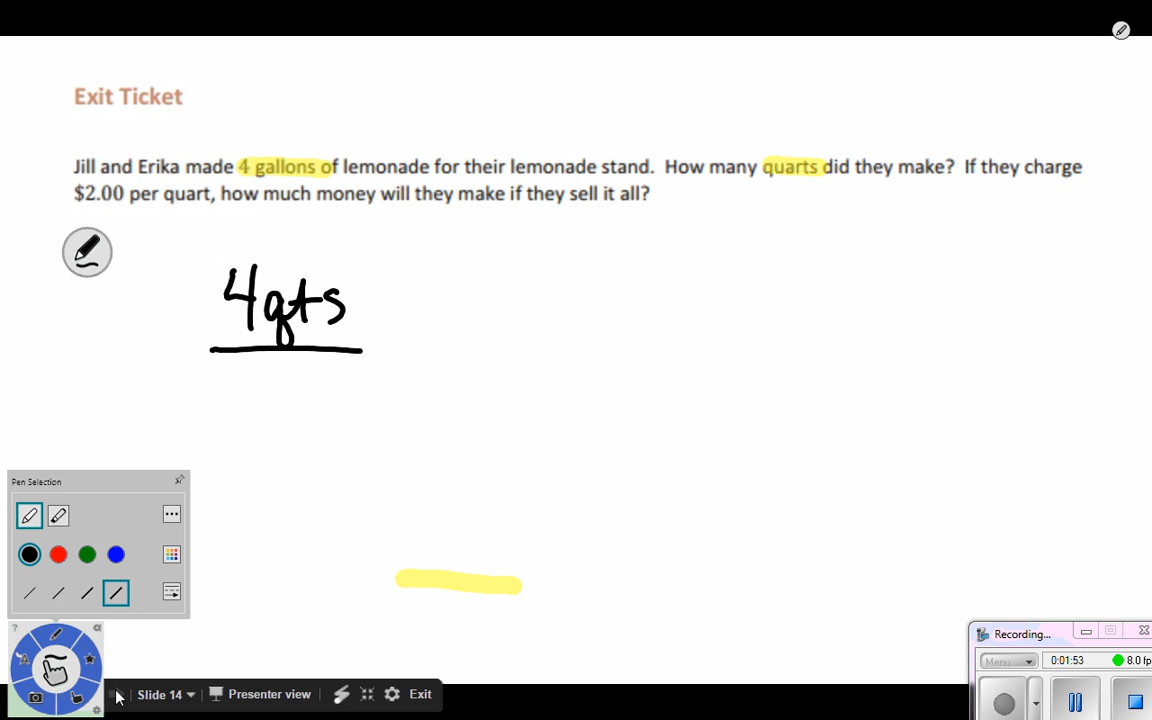 Exit Ticket
Jill and Erika made 4 gallons of lemonade for their lemonade stand. How many quarts did they make? If they charge
$2.00 per quart, how much money will they make if they sell it all?
4qts
Pen Selection
Slide 14
Presenter view
Exit
Recording...
Menu
0:01:53
8.0 fp